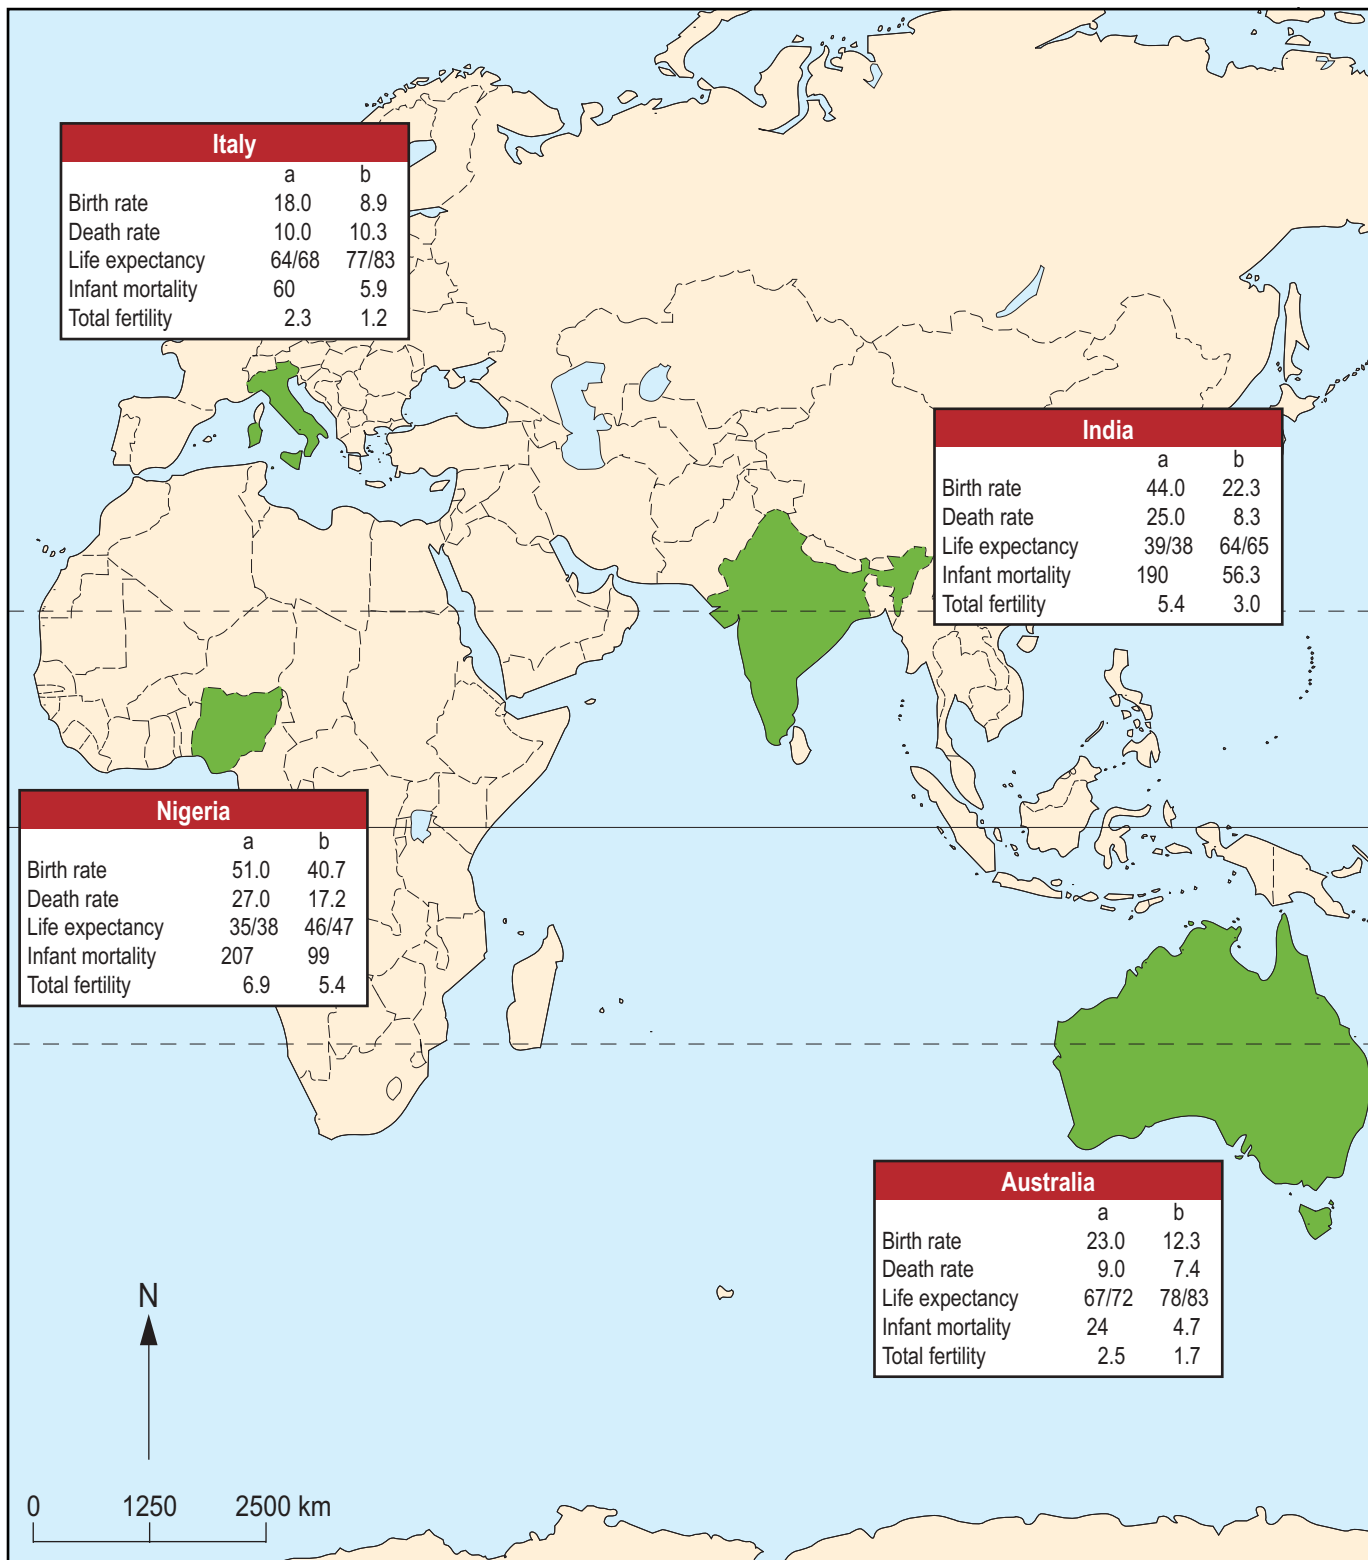 Italy
a b
Birth rate 18.0 8.9
Death rate 10.0 10.3
Life expectancy 64/68 77/83
Infant mortality 60 5.9
Total fertility 2.3 1.2
India
a b
Birth rate 44.0 22.3
Death rate 25.0 8.3
Life expectancy 39/38 64/65
Infant mortality 190 56.3
Total fertility 5.4 3.0
Nigeria
a b
Birth rate 51.0 40.7
Death rate 27.0 17.2
Life expectancy 35/38 46/47
Infant mortality 207 99
Total fertility 6.9 5.4
Australia
a b
Birth rate 23.0 12.3
Death rate 9.0 7.4
Life expectancy 67/72 78/83
Infant mortality 24 4.7
Total fertility 2.5 1.7
N
0 1250 2500 km